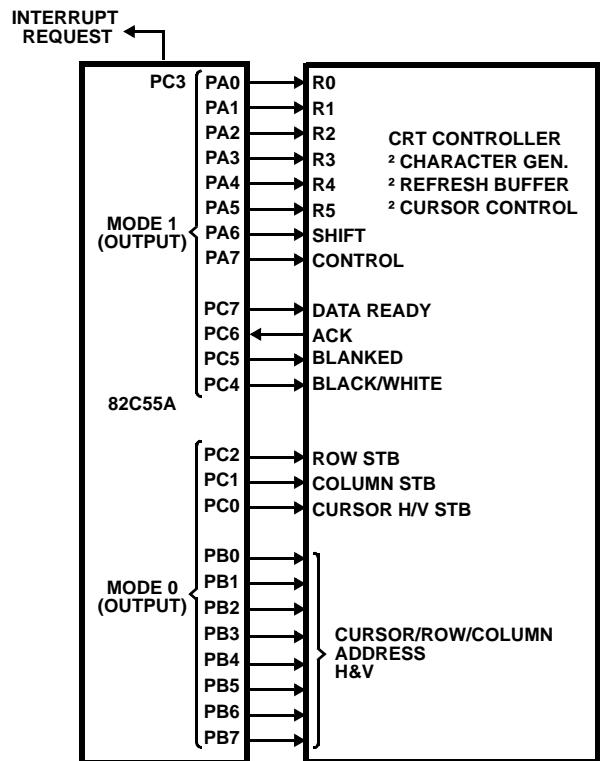 INTERRUPT
REQUEST
PC3 PA0 R0
PA1 R1
PA2 R2
PA3 R3
PA4 R4
PA5 R5
PA6 SHIFT
PA7 CONTROL
CRT CONTROLLER
² CHARACTER GEN.
² REFRESH BUFFER
² CURSOR CONTROL
MODE 1
(OUTPUT)
PC7 DATA READY
PC6 ACK
PC5 BLANKED
PC4 BLACK/WHITE
82C55A
PC2 ROW STB
PC1 COLUMN STB
PC0 CURSOR H/V STB
MODE 0
(OUTPUT)
PB0
PB1
PB2
PB3
PB4
PB5
PB6
PB7
CURSOR/ROW/COLUMN
ADDRESS
H&V